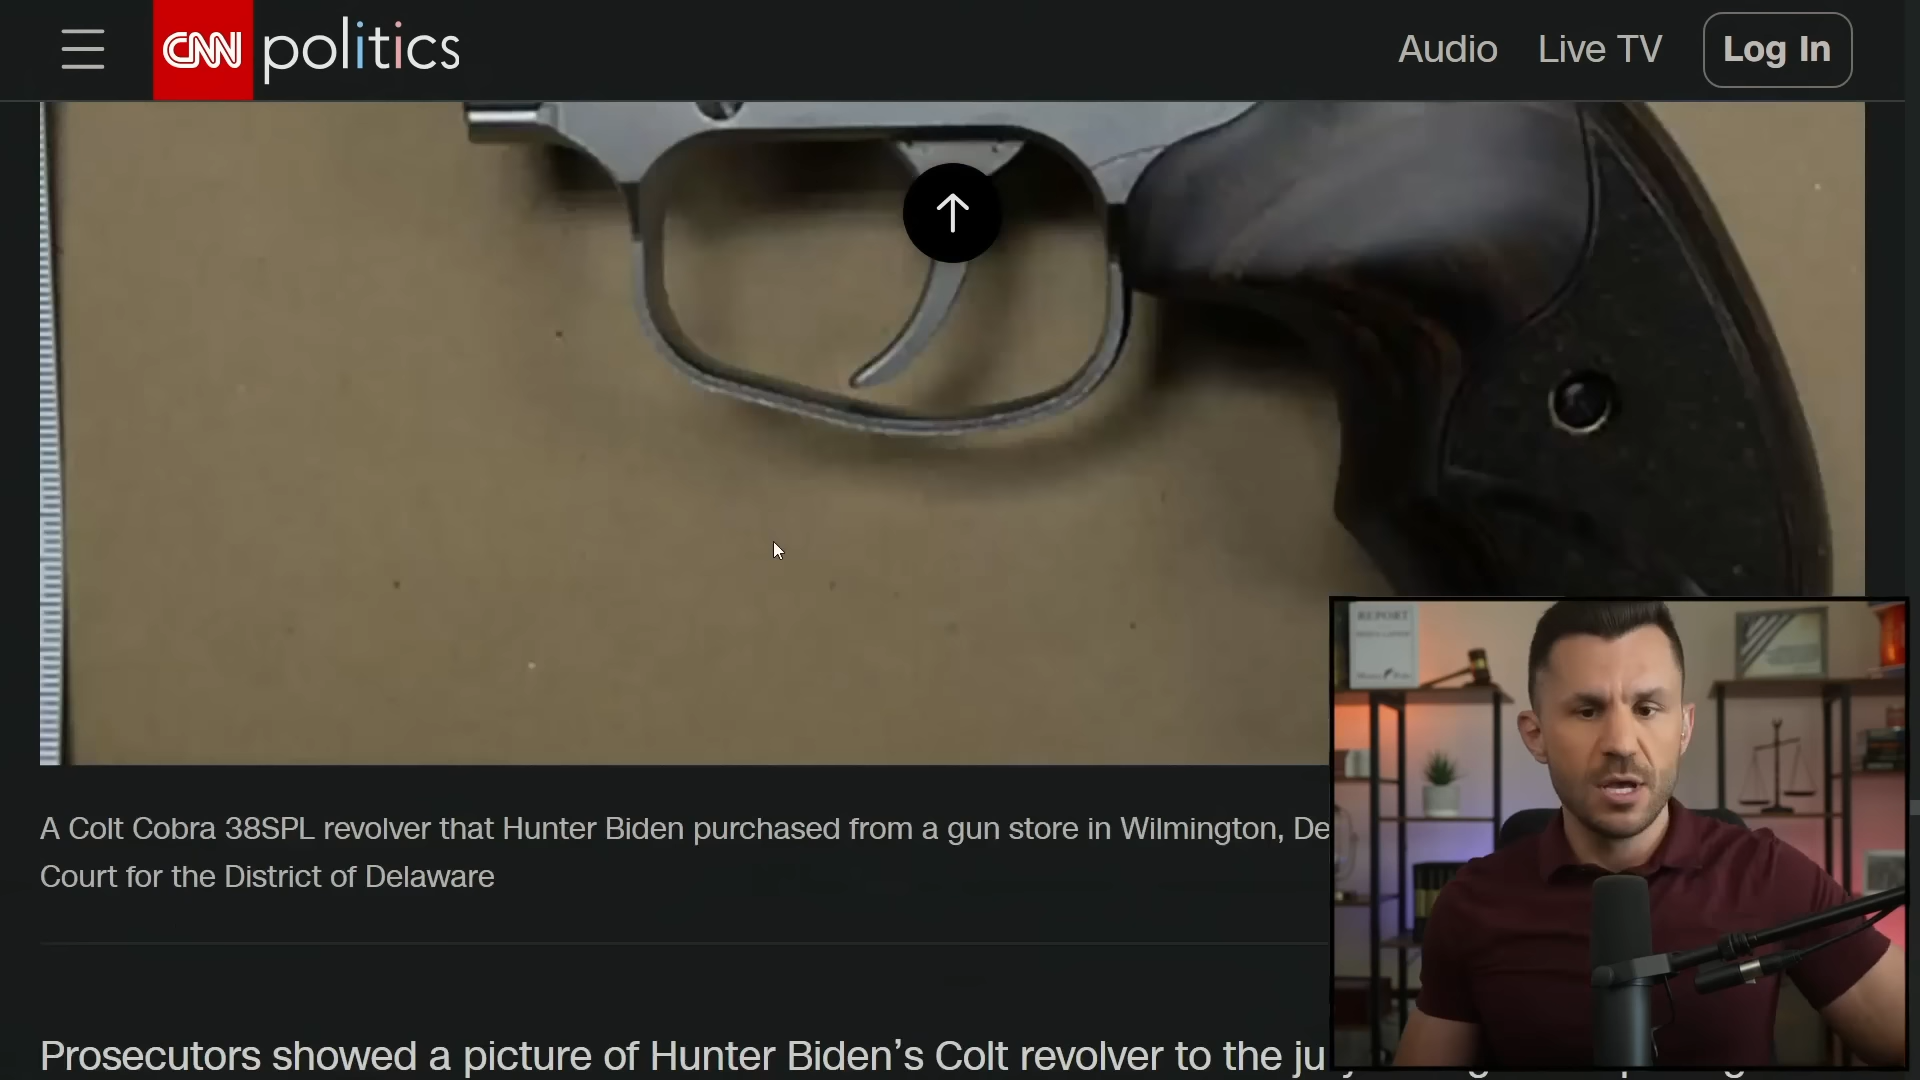 CNN politics
Audio
Live TV
Log In
REPORT
A Colt Cobra 38SPL revolver that Hunter Biden purchased from a gun store in Wilmington, De
Court for the District of Delaware
Prosecutors showed a picture of Hunter Biden's Colt revolver to the ju